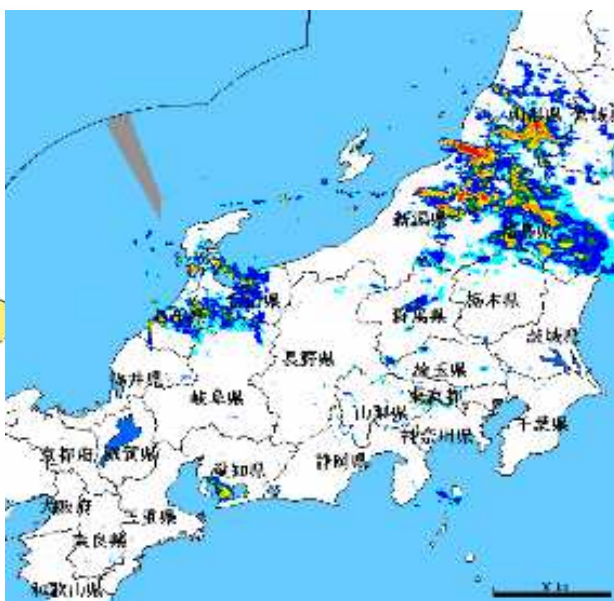 山形県
宮城県
新潟県
福島県
栃木県
群馬県
茨城県
長野県
埼玉県
福井県
岐阜県
東京都
山梨県
千葉県
神奈川県
京都府
滋賀県
愛知県
静岡県
大阪府
三重県
奈良県
和歌山県